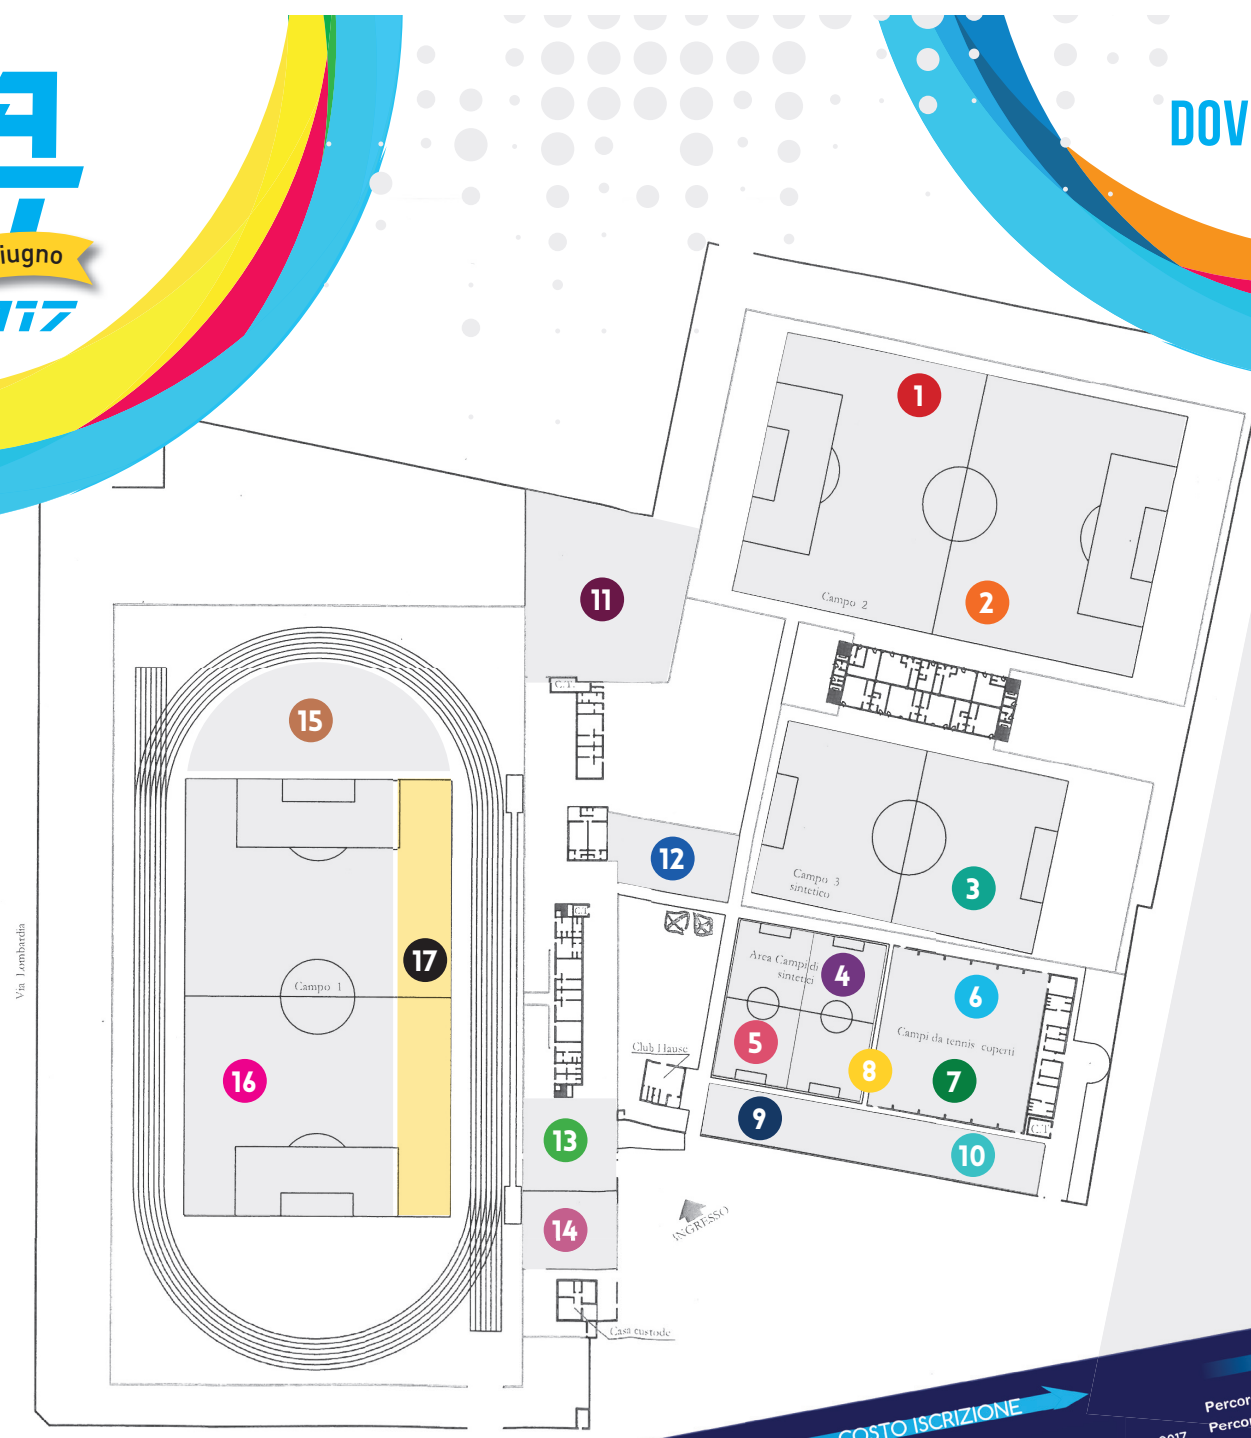 A
DOV
iugno
017
1
2
Campo 2
11
15
12
3
Campo 3
sintetico
C.T.
C.T.
17
Campo 1
Via Lombardia
16
Area Campi di
sintetici
4
5
6
Campi da tennis coperti
7
8
Club House
9
10
C.T.
13
14
INGRESSO
Casa custode
COSTO ISCRIZIONE
Percor
Percor
2017